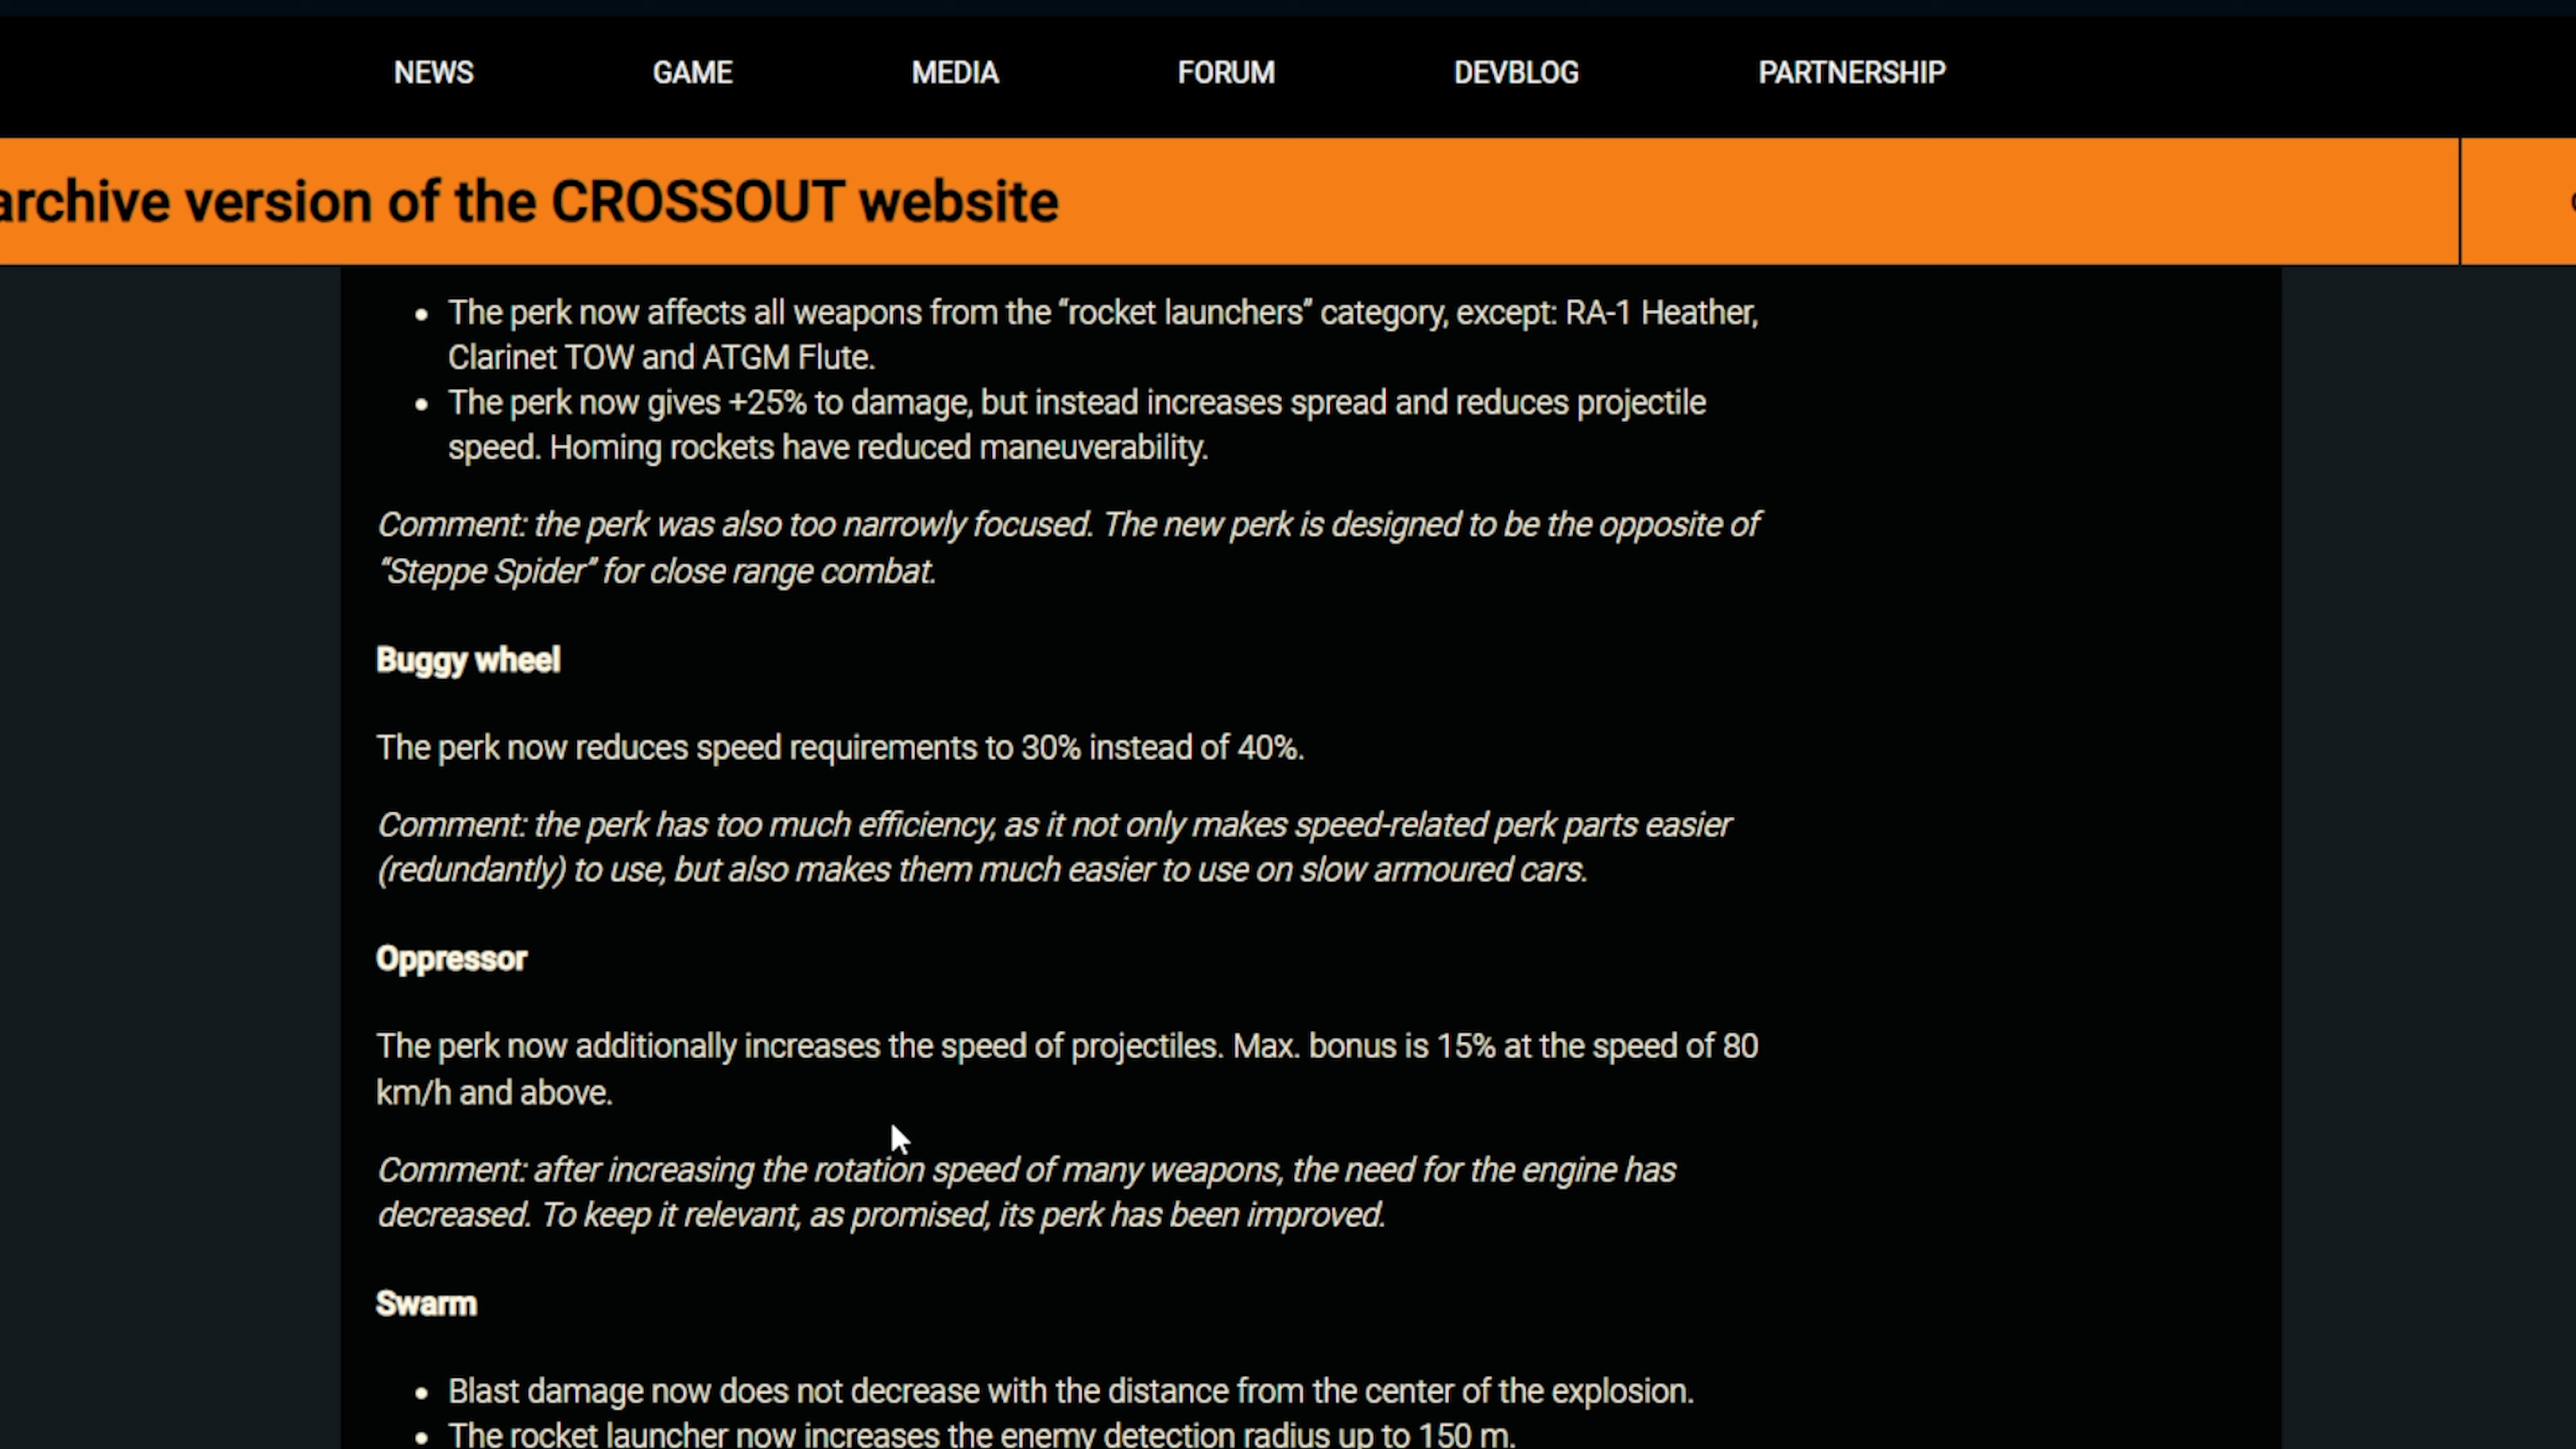 NEWS GAME MEDIA FORUM DEVBLOG PARTNERSHIP
archive version of the CROSSOUT website
• The perk now affects all weapons from the “rocket launchers” category, except: RA-1 Heather,
Clarinet TOW and ATGM Flute.
• The perk now gives +25% to damage, but instead increases spread and reduces projectile
speed. Homing rockets have reduced maneuverability.
Comment: the perk was also too narrowly focused. The new perk is designed to be the opposite of
“Steppe Spider” for close range combat.
Buggy wheel
The perk now reduces speed requirements to 30% instead of 40%.
Comment: the perk has too much efficiency, as it not only makes speed-related perk parts easier
(redundantly) to use, but also makes them much easier to use on slow armoured cars.
Oppressor
The perk now additionally increases the speed of projectiles. Max. bonus is 15% at the speed of 80
km/h and above.
Comment: after increasing the rotation speed of many weapons, the need for the engine has
decreased. To keep it relevant, as promised, its perk has been improved.
Swarm
• Blast damage now does not decrease with the distance from the center of the explosion.
• The rocket launcher now increases the enemy detection radius up to 150 m.